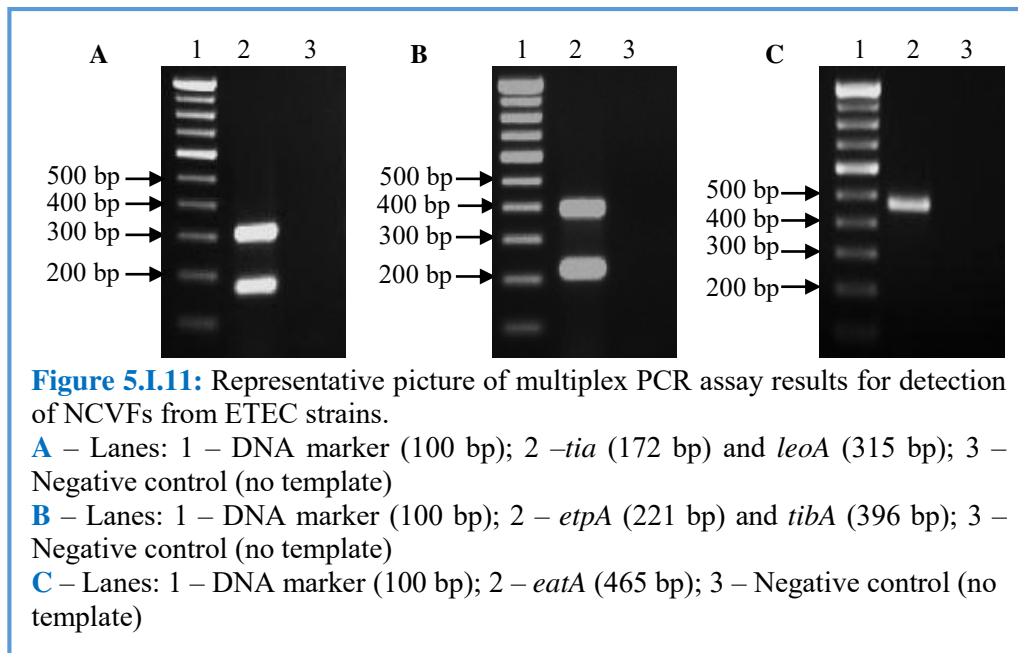 A 1 2 3 B 1 2 3 C 1 2 3
500 bp
400 bp
300 bp
200 bp
500 bp
400 bp
300 bp
200 bp
500 bp
400 bp
300 bp
200 bp
Figure 5.I.11: Representative picture of multiplex PCR assay results for detection
of NCVFs from ETEC strains.
A – Lanes: 1 – DNA marker (100 bp); 2 –tia (172 bp) and leoA (315 bp); 3 –
Negative control (no template)
B – Lanes: 1 – DNA marker (100 bp); 2 – etpA (221 bp) and tibA (396 bp); 3 –
Negative control (no template)
C – Lanes: 1 – DNA marker (100 bp); 2 – eatA (465 bp); 3 – Negative control (no
template)